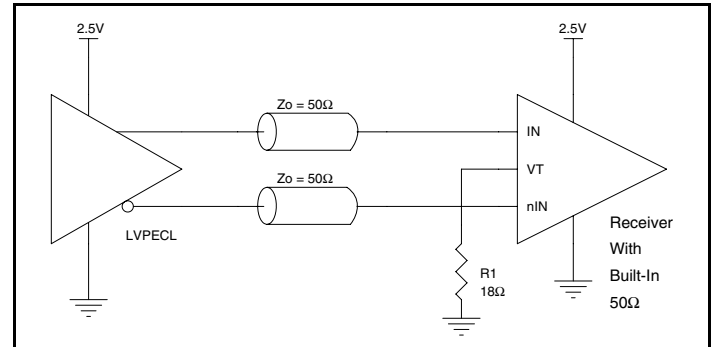 2.5V
2.5V
Zo = 50Ω
IN
VT
Zo = 50Ω
nIN
LVPECL
Receiver
With
Built-In
50Ω
R1
18Ω